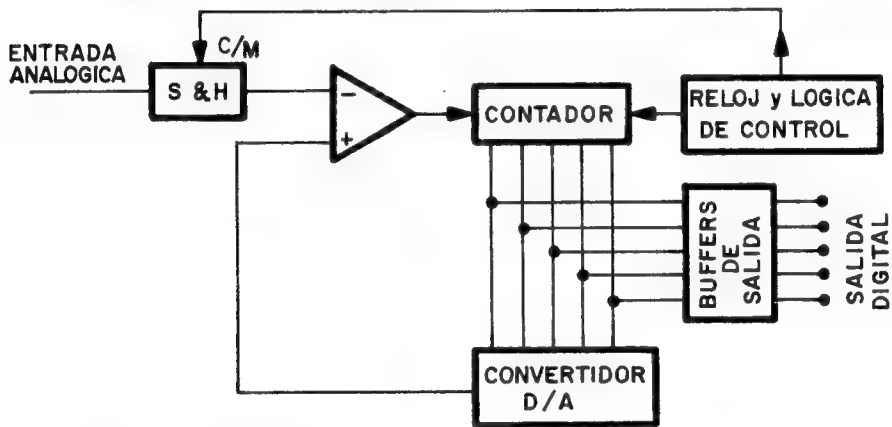 C/M
ENTRADA
ANALOGICA
S & H
−
+
CONTADOR
RELOJ y LOGICA
DE CONTROL
BUFFERS
DE
SALIDA
SALIDA
DIGITAL
CONVERTIDOR
D/A